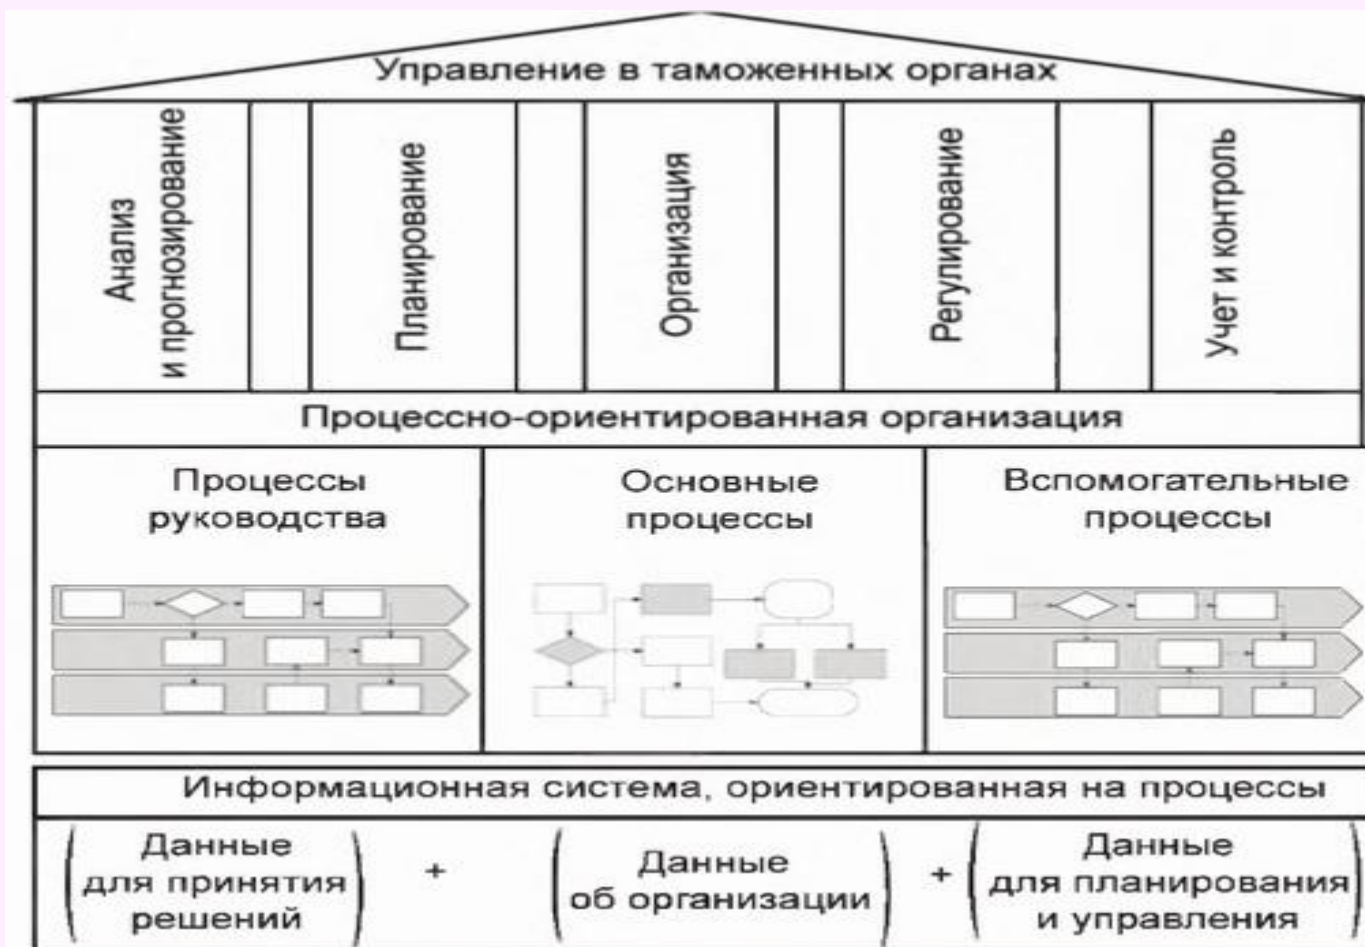 Управление в таможенных органах
Анализ
и прогнозирование
Планирование
Организация
Регулирование
Учет и контроль
Процессно-ориентированная организация
Процессы
руководства
Основные
процессы
Вспомогательные
процессы
Информационная система, ориентированная на процессы
Данные
для принятия
решений
+
Данные
об организации
+
Данные
для планирования
и управления